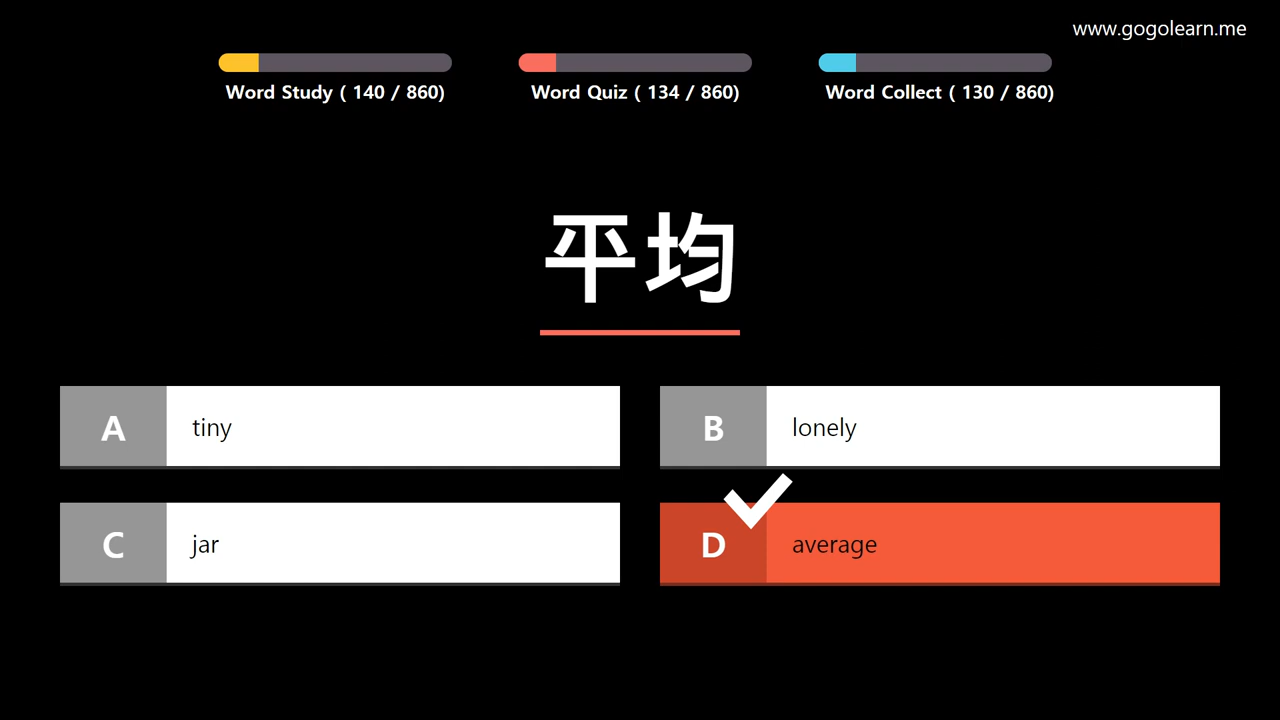 www.gogolearn.me
Word Study ( 140 / 860)
Word Quiz ( 134 / 860)
Word Collect ( 130 / 860)
平均
A tiny
B lonely
C jar
D average